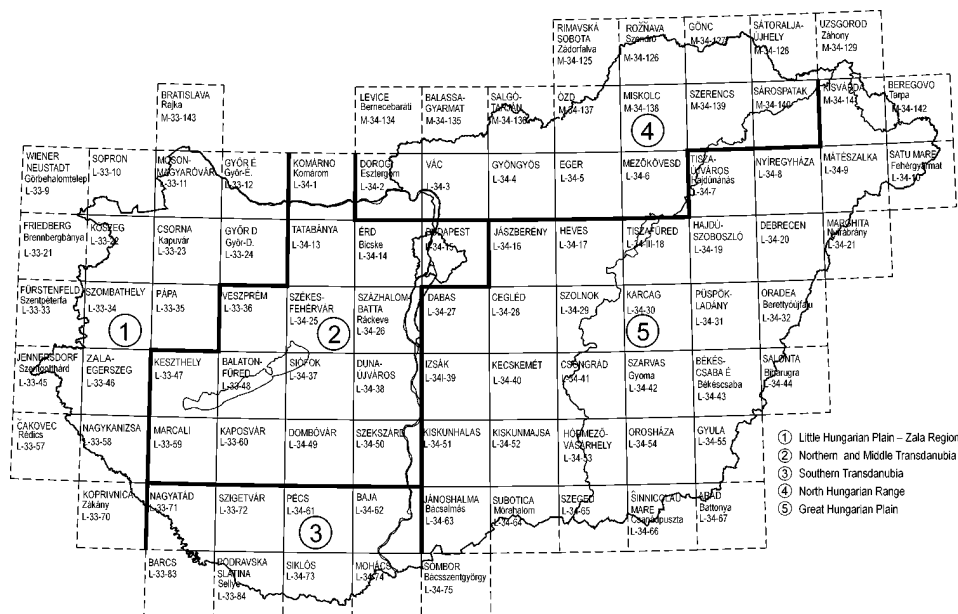 RIMAVSKÁ
SOBOTA
Zádorfalva
M-34-125
ROŽŇAVA
Szendrő
M-34-126
GÖNC
M-34-127
SÁTORALJA-
ÚJHELY
M-34-128
UZSGOROD
Záhony
M-34-129
BRATISLAVA
Rajka
M-33-143
LEVICE
Bernecebaráti
M-34-134
BALASSA-
GYARMAT
M-34-135
SALGÓ-
TARJÁN
M-34-136
ÓZD
M-34-137
MISKOLC
M-34-138
SZERENCS
M-34-139
SÁROSPATAK
M-34-140
KISVÁRDA
M-34-141
BEREGOVO
Tarpa
M-34-142
④
WIENER
NEUSTADT
Görbehalomtelep
L-33-9
SOPRON
L-33-10
MOSON-
MAGYARÓVÁR
L-33-11
GYŐR É
Győr-É.
L-33-12
KOMÁRNO
Komárom
L-34-1
DOROG
Esztergom
L-34-2
VÁC
L-34-3
GYÖNGYÖS
L-34-4
EGER
L-34-5
MEZŐKÖVESD
L-34-6
TISZA-
ÚJVÁROS
Hajdúnánás
L-34-7
NYÍREGYHÁZA
L-34-8
MÁTÉSZALKA
L-34-9
SATU MARE
Fehérgyarmat
L-34-10
FRIEDBERG
Brennbergbánya
L-33-21
KŐSZEG
L-33-22
CSORNA
Kapuvár
L-33-23
GYŐR D
Győr-D.
L-33-24
TATABÁNYA
L-34-13
ÉRD
Bicske
L-34-14
BUDAPEST
L-34-15
JÁSZBERÉNY
L-34-16
HEVES
L-34-17
TISZAFÜRED
L-34-III-18
HAJDÚ-
SZOBOSZLÓ
L-34-19
DEBRECEN
L-34-20
MARGHITA
Nyírábrány
L-34-21
FÜRSTENFELD
Szentpéterfa
L-33-33
SZOMBATHELY
L-33-34
PÁPA
L-33-35
VESZPRÉM
L-33-36
SZÉKES-
FEHÉRVÁR
L-34-25
SZÁZHALOM-
BATTA
Ráckeve
L-34-26
DABAS
L-34-27
CEGLÉD
L-34-28
SZOLNOK
L-34-29
KARCAG
L-34-30
PÜSPÖK-
LADÁNY
L-34-31
ORADEA
Berettyóújfalu
L-34-32
①
②
⑤
JENNERSDORF
Szentgotthárd
L-33-45
ZALA-
EGERSZEG
L-33-46
KESZTHELY
L-33-47
BALATON-
FÜRED
L-33-48
SIÓFOK
L-34-37
DUNA-
ÚJVÁROS
L-34-38
IZSÁK
L-34I-39
KECSKEMÉT
L-34-40
CSONGRÁD
L-34-41
SZARVAS
Gyoma
L-34-42
BÉKÉS-
CSABA É
Békéscsaba
L-34-43
SALONTA
Biharugra
L-34-44
ČAKOVEC
Rédics
L-33-57
NAGYKANIZSA
L-33-58
MARCALI
L-33-59
KAPOSVÁR
L-33-60
DOMBÓVÁR
L-34-49
SZEKSZÁRD
L-34-50
KISKUNHALAS
L-34-51
KISKUNMAJSA
L-34-52
HÓDMEZŐ-
VÁSÁRHELY
L-34-53
OROSHÁZA
L-34-54
GYULA
L-34-55
KOPRIVNICA
Zákány
L-33-70
NAGYATÁD
L-33-71
SZIGETVÁR
L-33-72
PÉCS
L-34-61
BAJA
L-34-62
JÁNOSHALMA
Bácsalmás
L-34-63
SUBOTICA
Mórahalom
L-34-64
SZEGED
L-34-65
SINNICOLAU
MARE
Csanádpuszta
L-34-66
ARAD
Battonya
L-34-67
③
BARCS
L-33-83
PODRAVSKA
SLATINA
Sellye
L-33-84
SIKLÓS
L-34-73
MOHÁCS
L-34-74
SOMBOR
Bácsszentgyörgy
L-34-75
① Little Hungarian Plain – Zala Region
② Northern and Middle Transdanubia
③ Southern Transdanubia
④ North Hungarian Range
⑤ Great Hungarian Plain